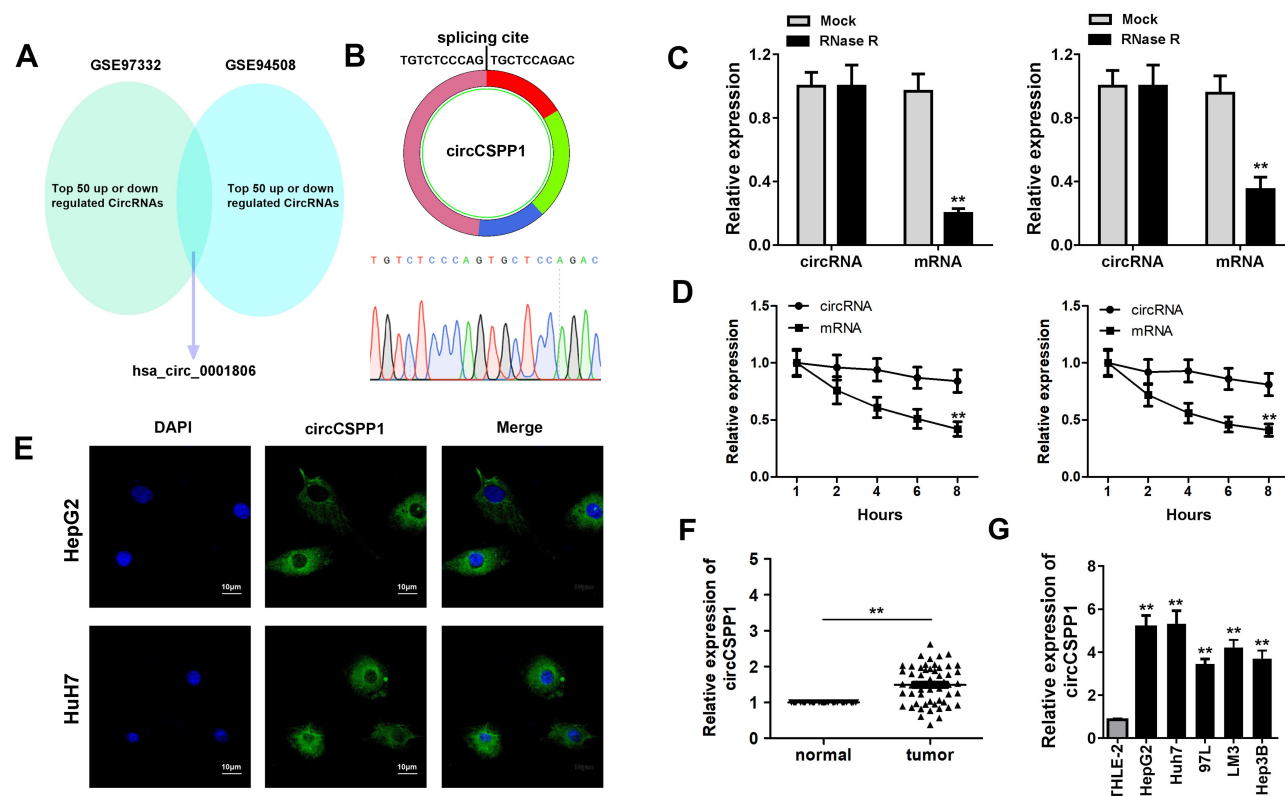 A
GSE97332
GSE94508
Top 50 up or down
regulated CircRNAs
Top 50 up or down
regulated CircRNAs
hsa_circ_0001806
B
splicing cite
TGTCTCCCAG
TGCTCCAGAC
circCSPP1
T G T C T C C C A G T G C T C C A G A C
C
Mock
RNase R
Relative expression
1.2
0.8
0.4
0.0
**
circRNA
mRNA
Mock
RNase R
Relative expression
1.2
0.8
0.4
0.0
**
circRNA
mRNA
D
Relative expression
1.5
1.0
0.5
0.0
circRNA
mRNA
**
1 2 4 6 8
Hours
Relative expression
1.5
1.0
0.5
0.0
circRNA
mRNA
**
1 2 4 6 8
Hours
E
DAPI
circCSPP1
Merge
HepG2
10μm
10μm
HuH7
10μm
10μm
F
Relative expression of
circCSPP1
5
4
3
2
1
0
**
normal
tumor
G
Relative expression of
circCSPP1
8
6
4
2
0
**
**
**
**
**
THLE-2
HepG2
Huh7
97L
LM3
Hep3B